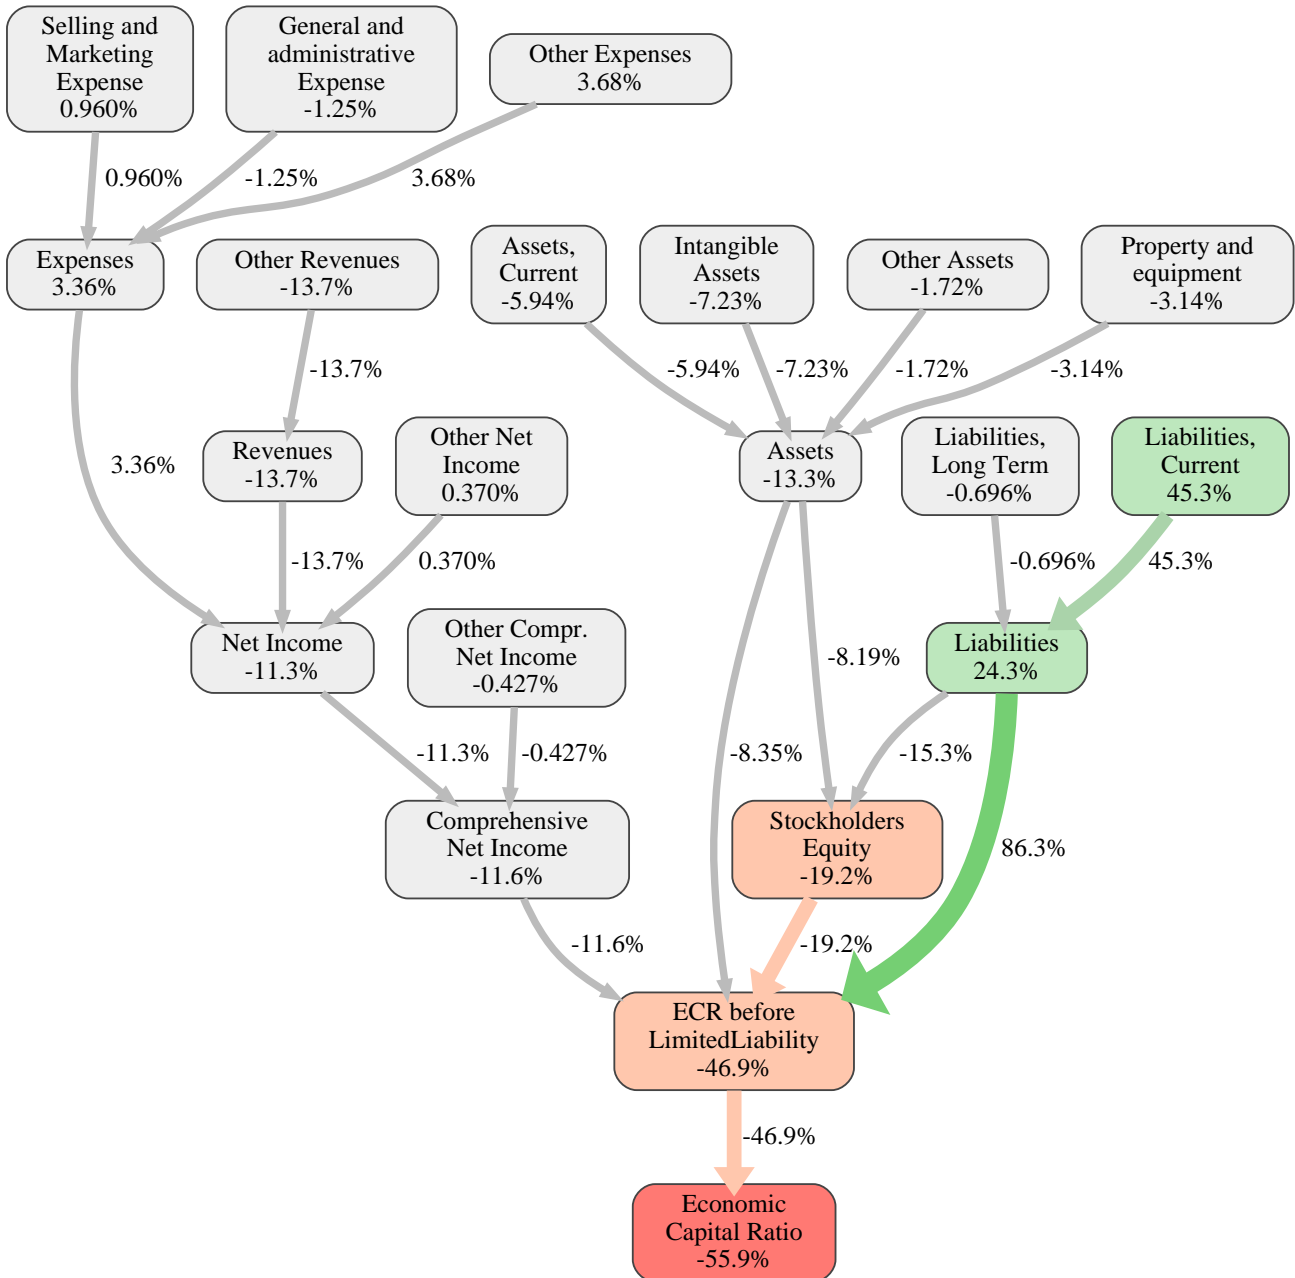 Selling and
Marketing
Expense
0.960%
General and
administrative
Expense
-1.25%
Other Expenses
3.68%
0.960%
-1.25%
3.68%
Expenses
3.36%
Other Revenues
-13.7%
Assets,
Current
-5.94%
Intangible
Assets
-7.23%
Other Assets
-1.72%
Property and
equipment
-3.14%
-13.7%
-5.94%
-7.23%
-1.72%
-3.14%
3.36%
Revenues
-13.7%
Other Net
Income
0.370%
Assets
-13.3%
Liabilities,
Long Term
-0.696%
Liabilities,
Current
45.3%
-13.7%
0.370%
-0.696%
45.3%
Net Income
-11.3%
Other Compr.
Net Income
-0.427%
-8.19%
Liabilities
24.3%
-11.3%
-0.427%
-8.35%
-15.3%
Comprehensive
Net Income
-11.6%
Stockholders
Equity
-19.2%
86.3%
-11.6%
-19.2%
ECR before
LimitedLiability
-46.9%
-46.9%
Economic
Capital Ratio
-55.9%